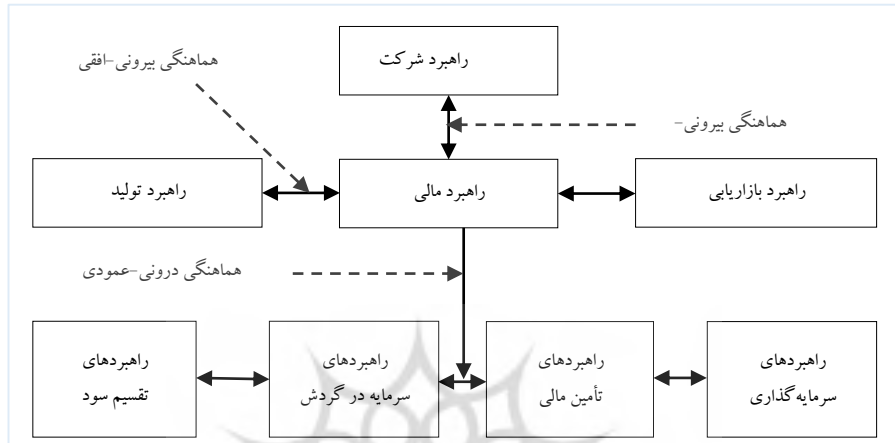 راهبرد شرکت
هماهنگی بیرونی-افقی
هماهنگی بیرونی-
راهبرد بازاریابی
راهبرد مالی
راهبرد تولید
هماهنگی درونی-عمودی
راهبردهای
سرمایه‌گذاری
راهبردهای
تأمین مالی
راهبردهای
سرمایه در گردش
راهبردهای
تقسیم سود